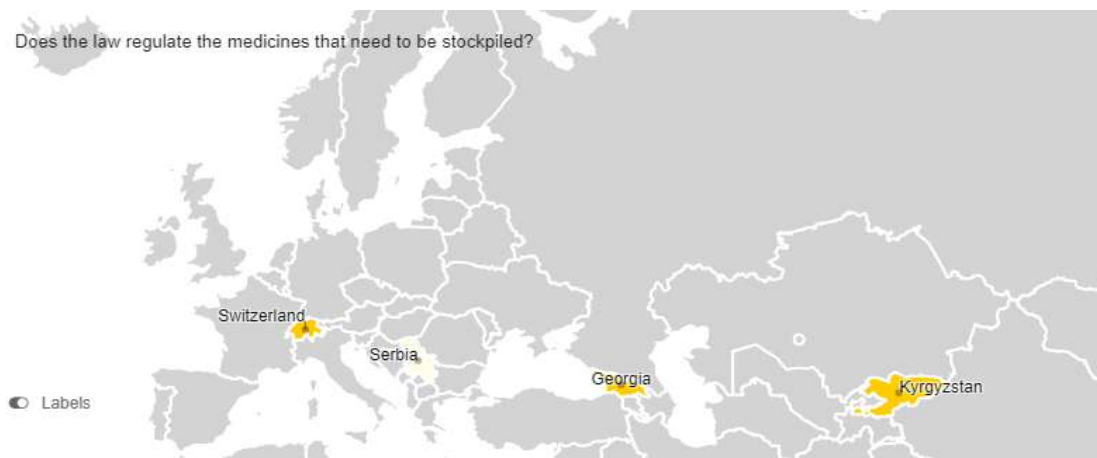 Does the law regulate the medicines that need to be stockpiled?
Switzerland
Serbia
Georgia
Kyrgyzstan
Labels